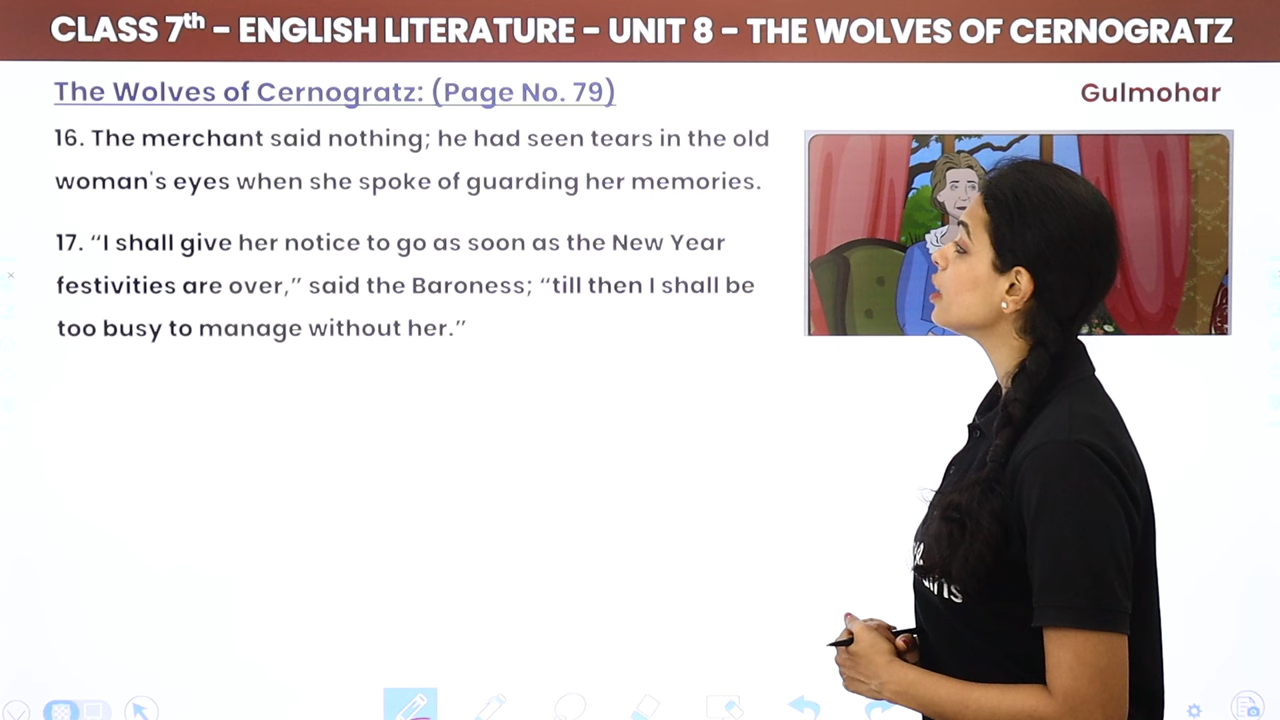 CLASS 7th – ENGLISH LITERATURE – UNIT 8 – THE WOLVES OF CERNOGRATZ
The Wolves of Cernogratz: (Page No. 79)
Gulmohar
16. The merchant said nothing; he had seen tears in the old
woman's eyes when she spoke of guarding her memories.
17. “I shall give her notice to go as soon as the New Year
festivities are over,” said the Baroness; “till then I shall be
too busy to manage without her.”